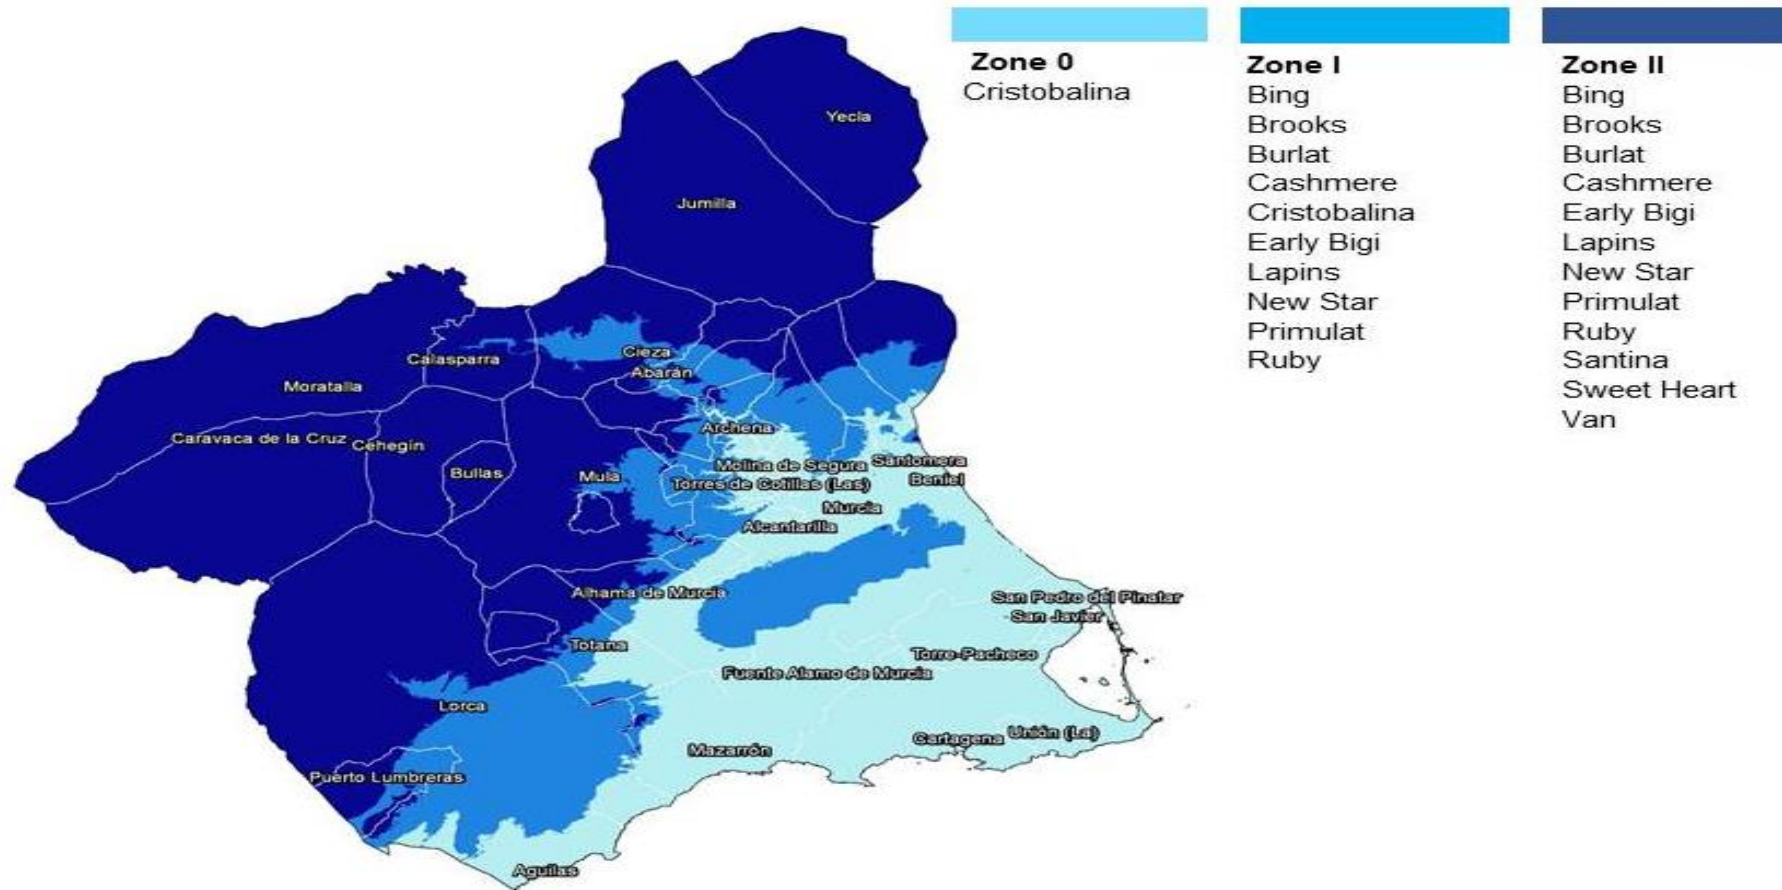 Zone 0
Cristobalina
Zone I
Bing
Brooks
Burlat
Cashmere
Cristobalina
Early Bigi
Lapins
New Star
Primulat
Ruby
Zone II
Bing
Brooks
Burlat
Cashmere
Early Bigi
Lapins
New Star
Primulat
Ruby
Santina
Sweet Heart
Van
Yecla
Jumilla
Cieza
Calasparra
Abarán
Moratalla
Archena
Caravaca de la Cruz
Cehegín
Bullas
Mula
Molina de Segura
Santomera
Torres de Cotillas (Las)
Beniel
Murcia
Alcantarilla
Alhama de Murcia
San Pedro del Pinatar
San Javier
Totana
Torre-Pacheco
Fuente Alamo de Murcia
Lorca
Cartagena
Unión (La)
Mazarrón
Puerto Lumbreras
Aguilas